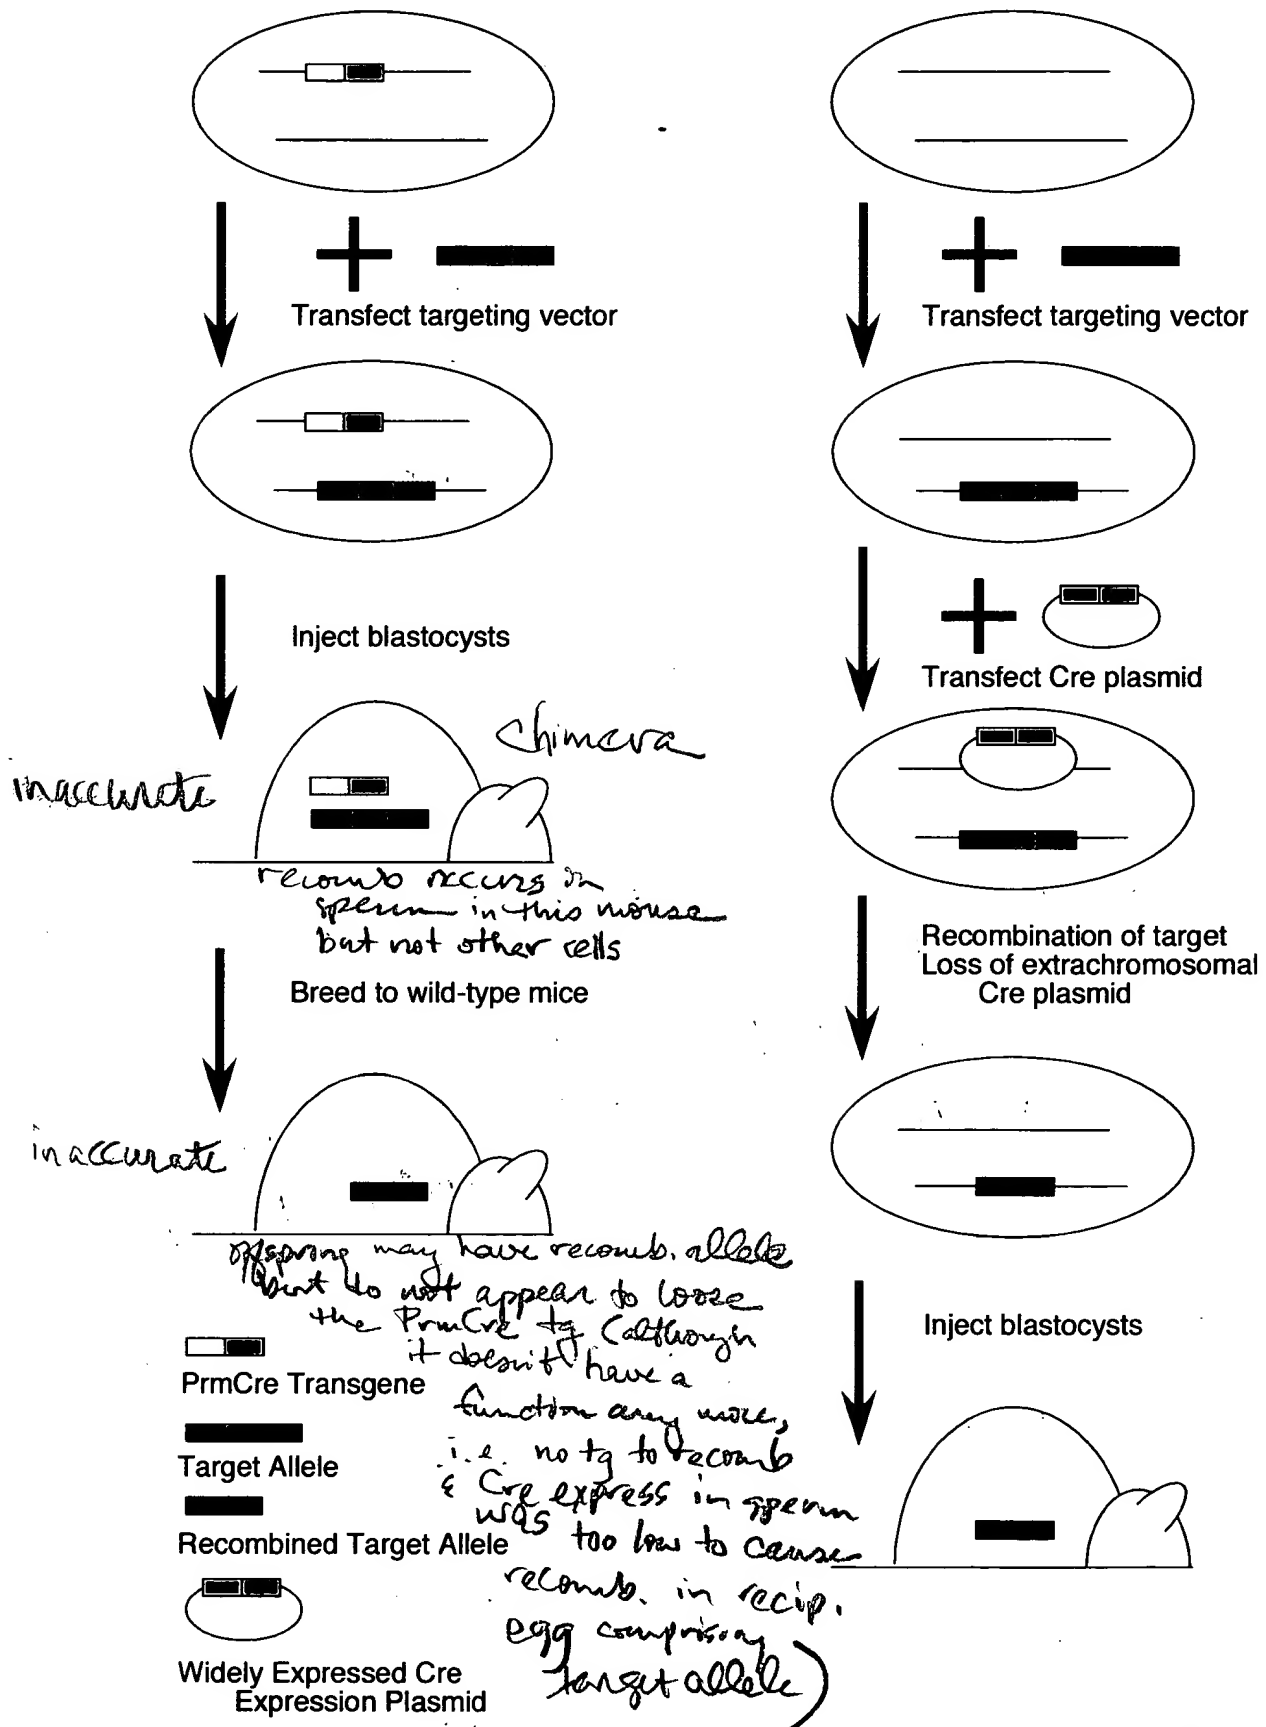 Transfect targeting vector
Transfect targeting vector
Inject blastocysts
Transfect Cre plasmid
chimera
inaccurate
recomb occurs in
sperm in this mouse
but not other cells
Breed to wild-type mice
Recombination of target
Loss of extrachromosomal
Cre plasmid
inaccurate
offspring may have recomb. allele
but do not appear to loose
the PrmCre tg (although
it doesn't have a
function any more,
i.e. no tg to recomb
& Cre express in sperm
was too low to cause
recomb. in recip.
egg comprising
Target allele)
Inject blastocysts
PrmCre Transgene
Target Allele
Recombined Target Allele
Widely Expressed Cre
Expression Plasmid